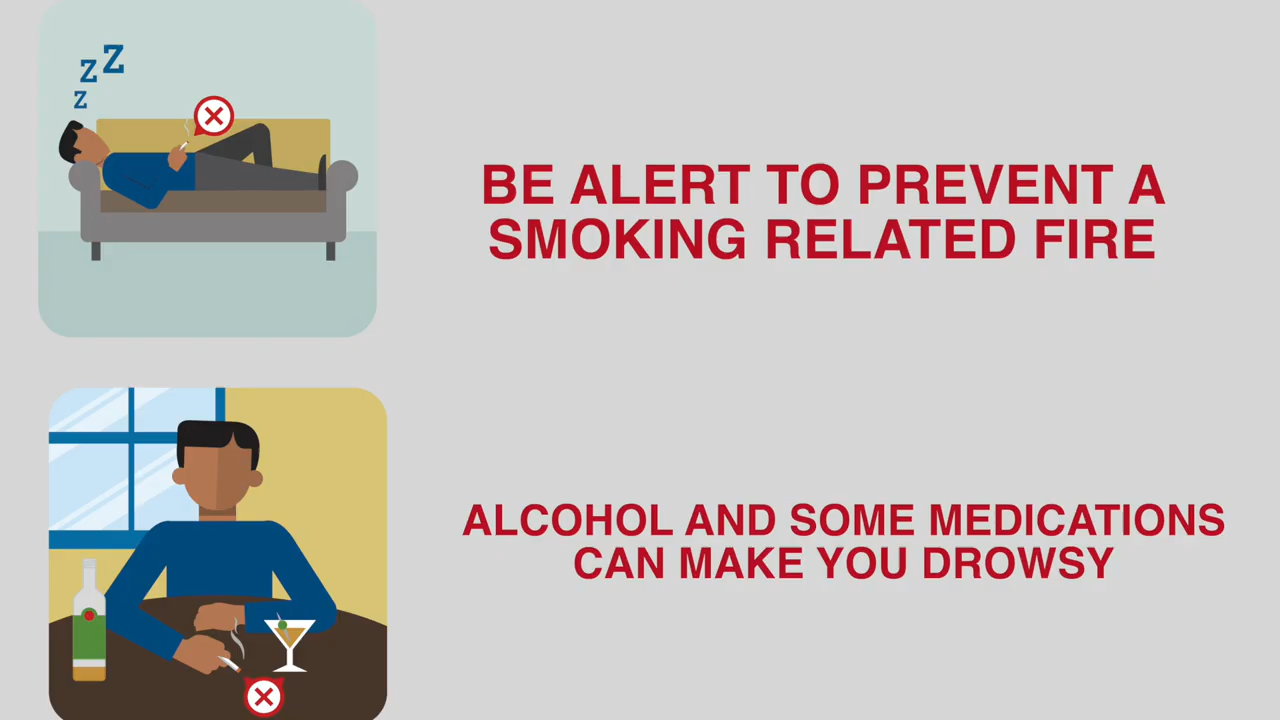 Z
Z
Z
BE ALERT TO PREVENT A
SMOKING RELATED FIRE
ALCOHOL AND SOME MEDICATIONS
CAN MAKE YOU DROWSY